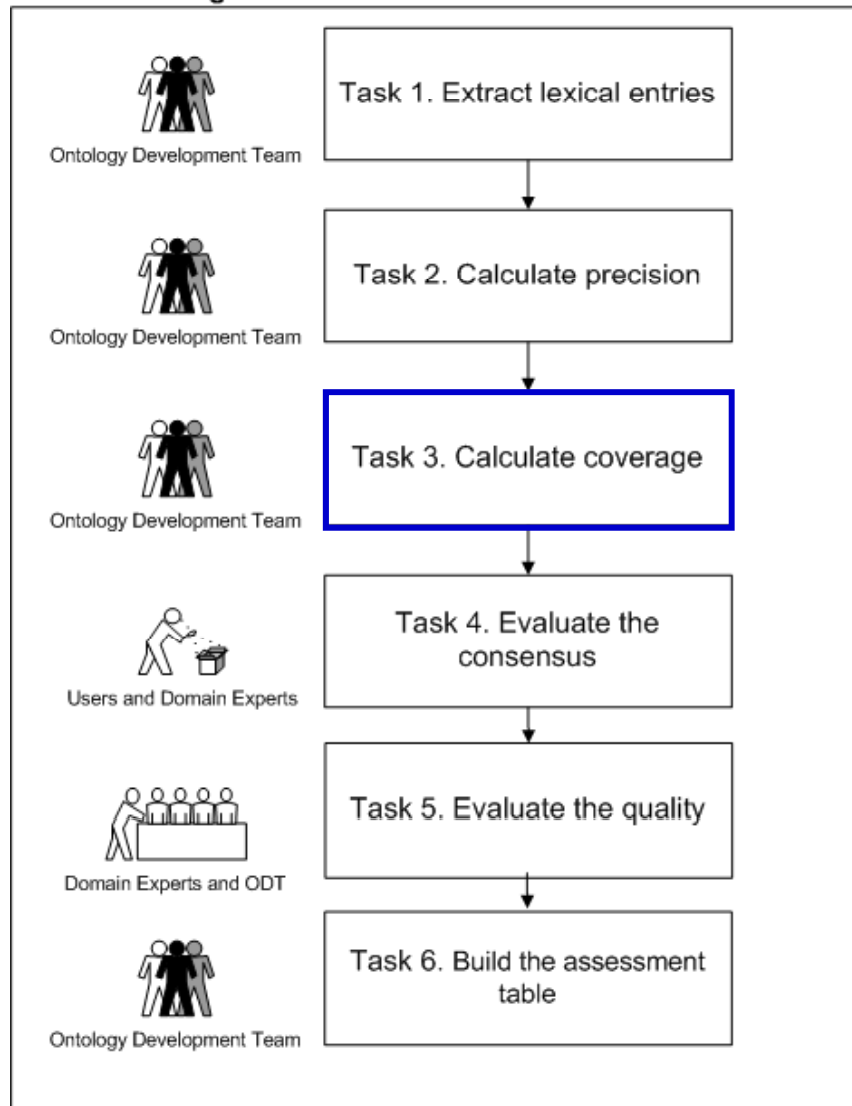 Task 1. Extract lexical entries
Ontology Development Team
Task 2. Calculate precision
Ontology Development Team
Task 3. Calculate coverage
Ontology Development Team
Task 4. Evaluate the
consensus
Users and Domain Experts
Task 5. Evaluate the quality
Domain Experts and ODT
Task 6. Build the assessment
table
Ontology Development Team